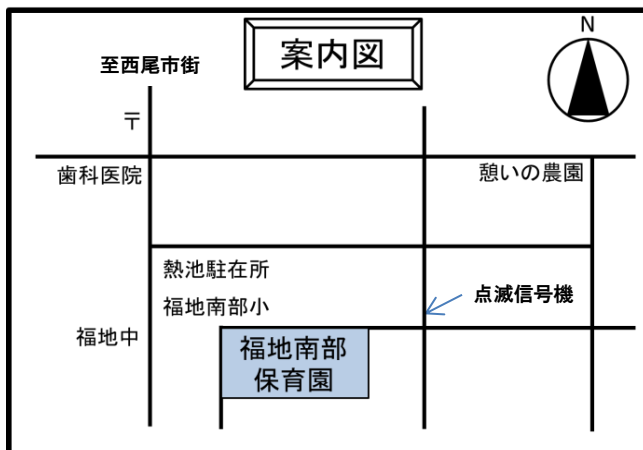 案内図
N
至西尾市街
〒
歯科医院
憩いの農園
熱池駐在所
点滅信号機
福地南部小
福地中
福地南部
保育園